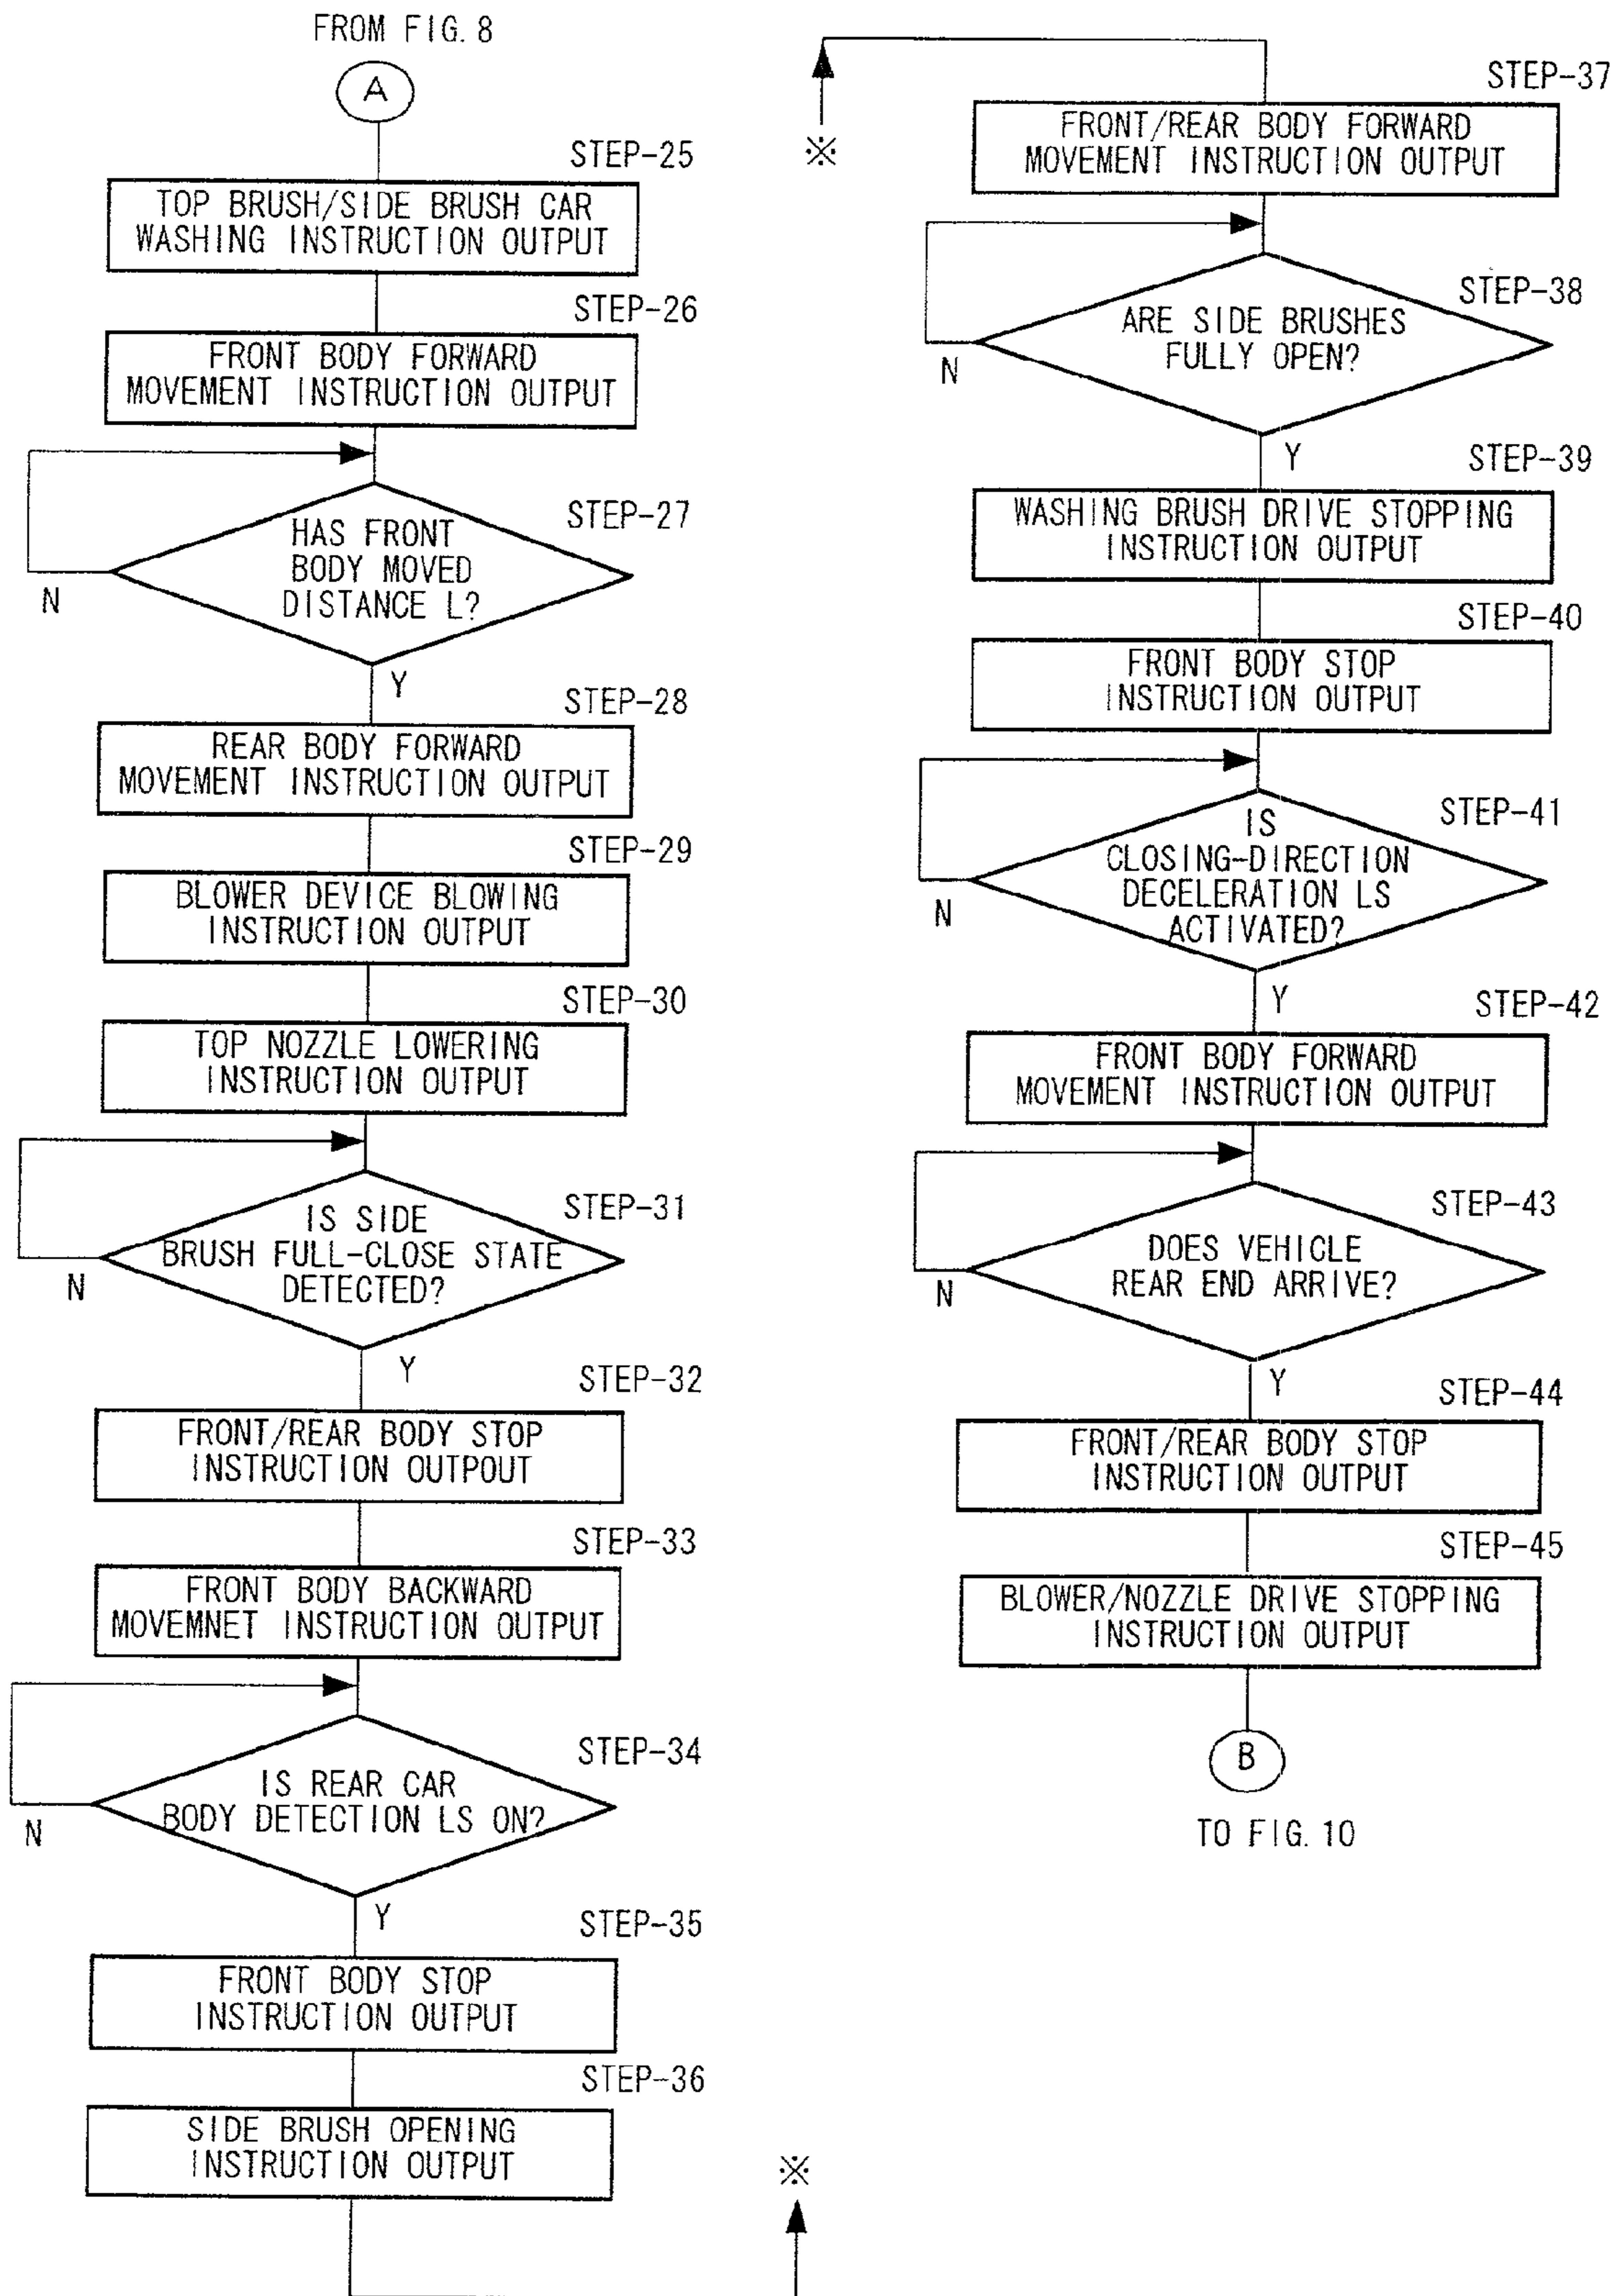 FROM FIG. 8
A
STEP-25
TOP BRUSH/SIDE BRUSH CAR
WASHING INSTRUCTION OUTPUT
STEP-26
FRONT BODY FORWARD
MOVEMENT INSTRUCTION OUTPUT
STEP-27
HAS FRONT
BODY MOVED
DISTANCE L?
N
Y
STEP-28
REAR BODY FORWARD
MOVEMENT INSTRUCTION OUTPUT
STEP-29
BLOWER DEVICE BLOWING
INSTRUCTION OUTPUT
STEP-30
TOP NOZZLE LOWERING
INSTRUCTION OUTPUT
STEP-31
IS SIDE
BRUSH FULL-CLOSE STATE
DETECTED?
N
Y
STEP-32
FRONT/REAR BODY STOP
INSTRUCTION OUTPOUT
STEP-33
FRONT BODY BACKWARD
MOVEMNET INSTRUCTION OUTPUT
STEP-34
IS REAR CAR
BODY DETECTION LS ON?
N
Y
STEP-35
FRONT BODY STOP
INSTRUCTION OUTPUT
STEP-36
SIDE BRUSH OPENING
INSTRUCTION OUTPUT
※
※
STEP-37
FRONT/REAR BODY FORWARD
MOVEMENT INSTRUCTION OUTPUT
STEP-38
ARE SIDE BRUSHES
FULLY OPEN?
N
Y
STEP-39
WASHING BRUSH DRIVE STOPPING
INSTRUCTION OUTPUT
STEP-40
FRONT BODY STOP
INSTRUCTION OUTPUT
STEP-41
IS
CLOSING-DIRECTION
DECELERATION LS
ACTIVATED?
N
Y
STEP-42
FRONT BODY FORWARD
MOVEMENT INSTRUCTION OUTPUT
STEP-43
DOES VEHICLE
REAR END ARRIVE?
N
Y
STEP-44
FRONT/REAR BODY STOP
INSTRUCTION OUTPUT
STEP-45
BLOWER/NOZZLE DRIVE STOPPING
INSTRUCTION OUTPUT
B
TO FIG. 10